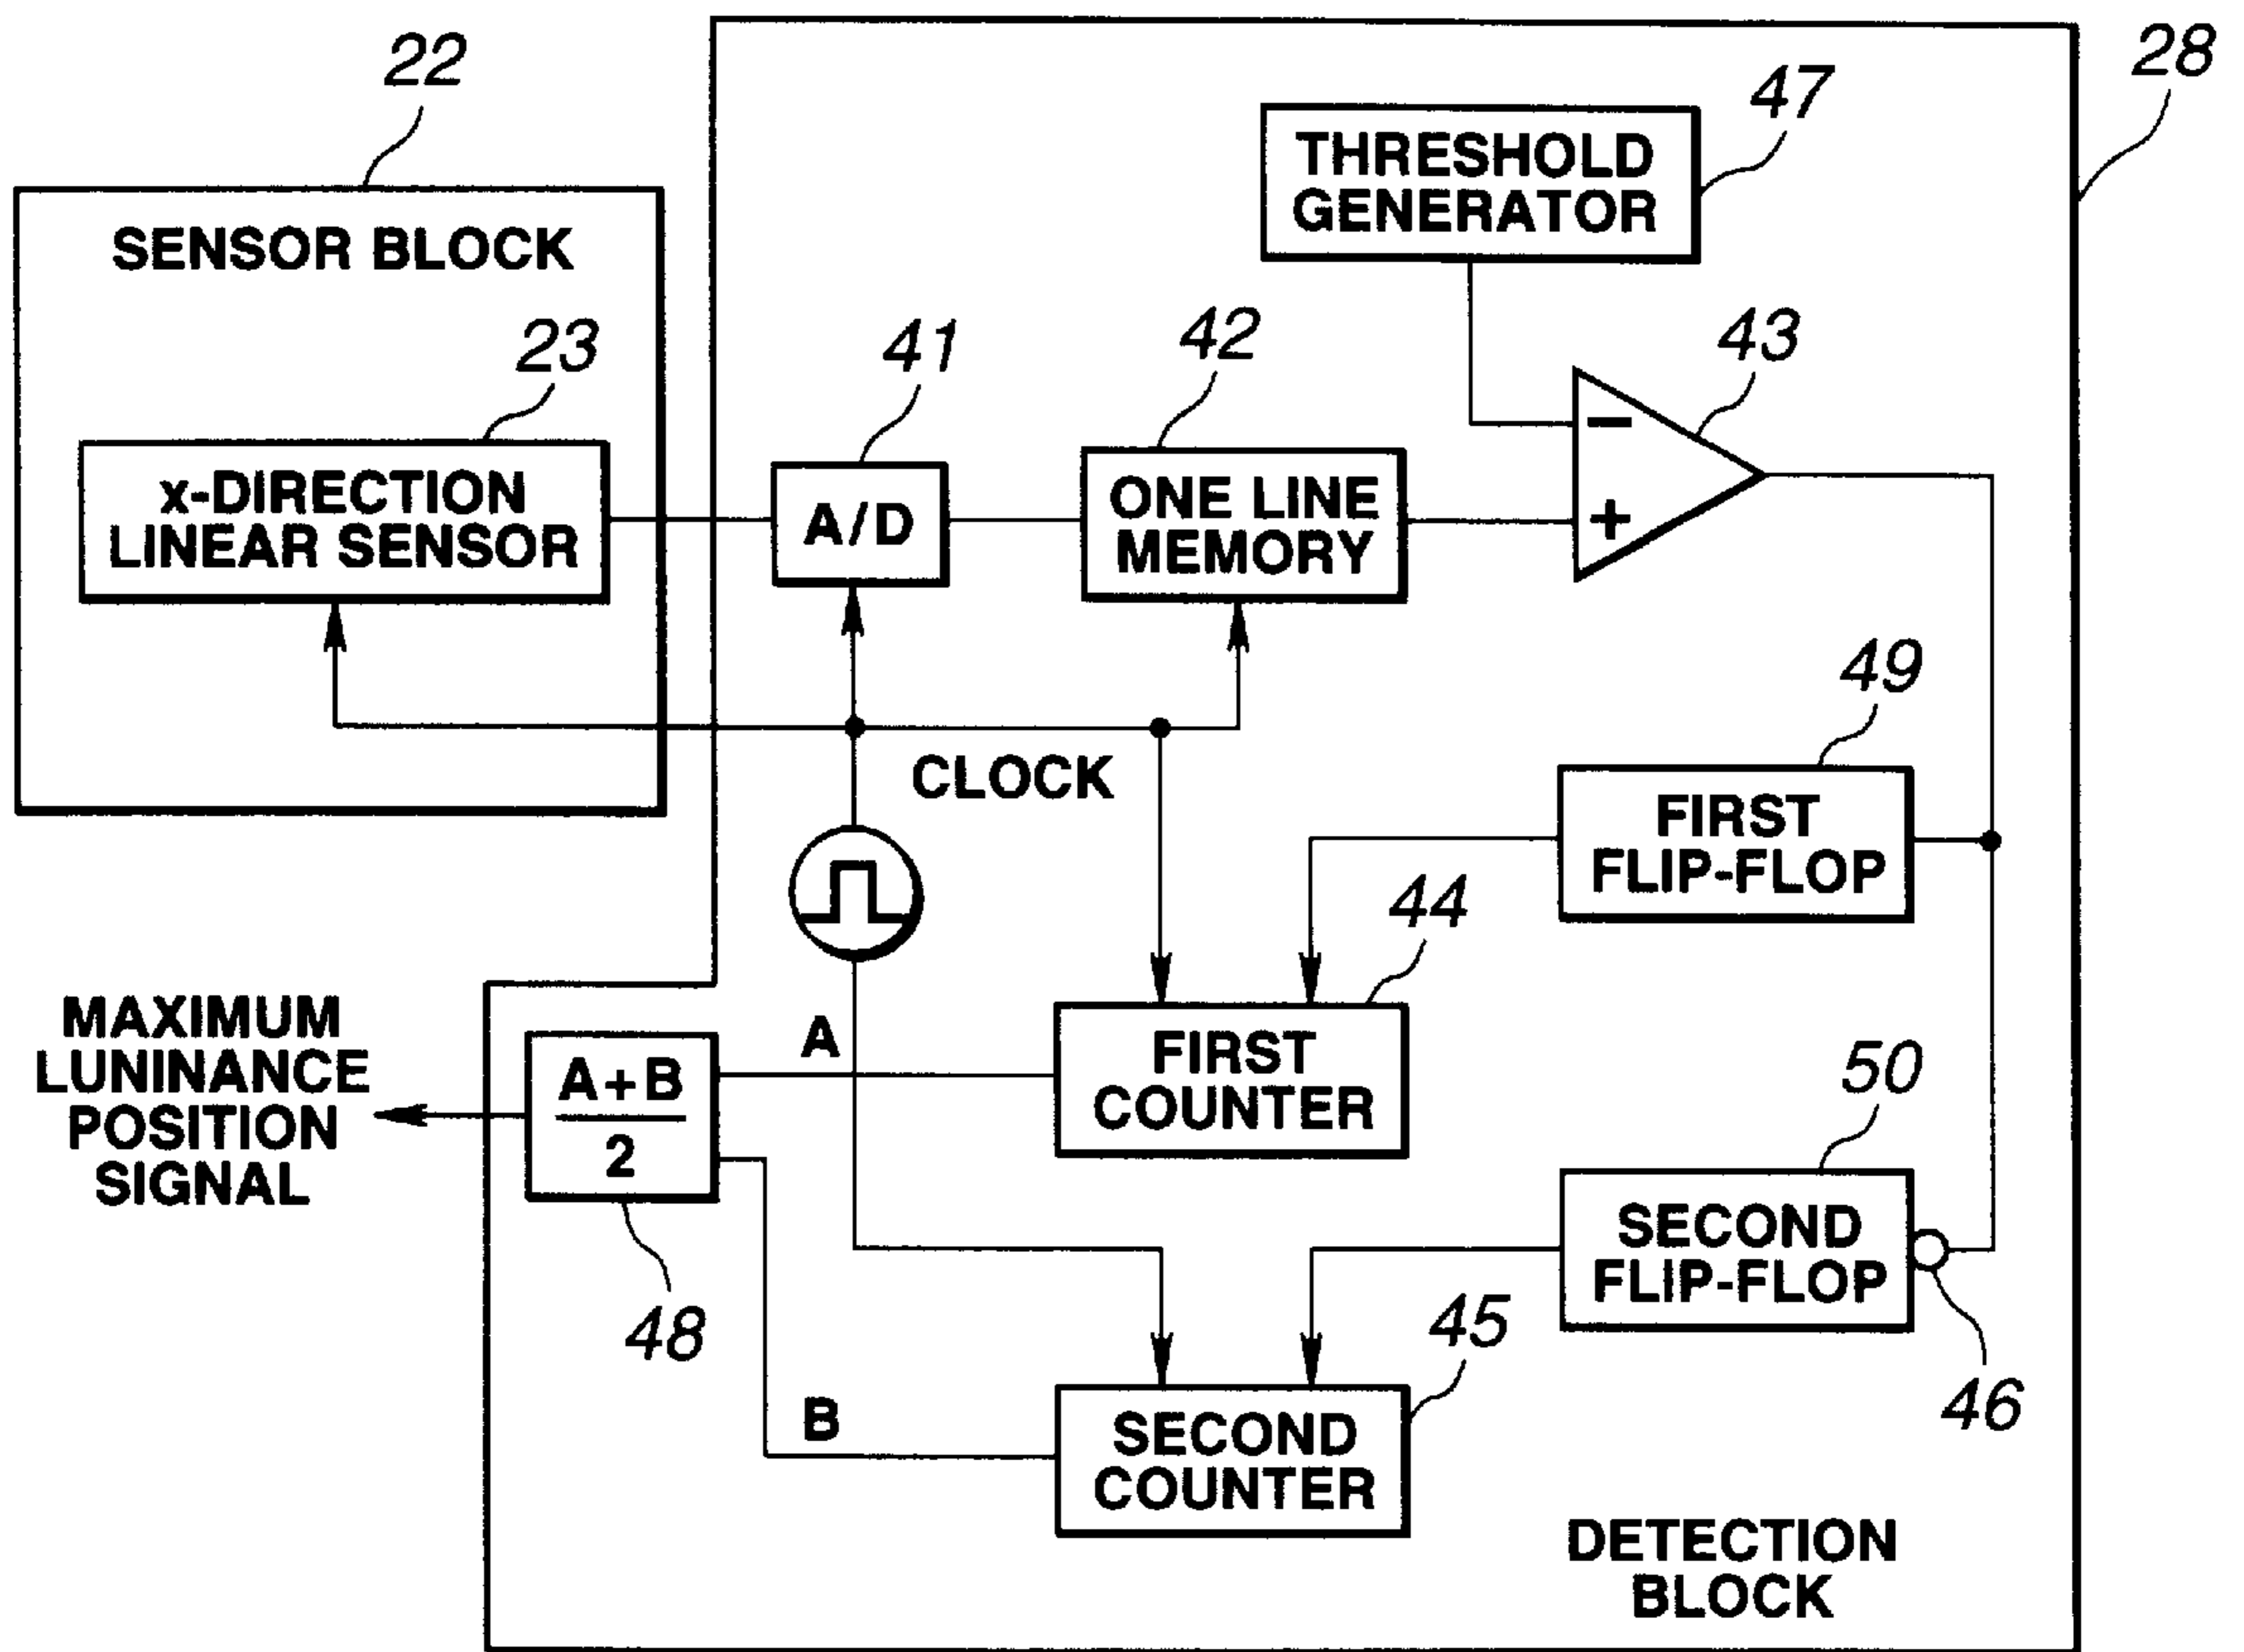 22
28
47
THRESHOLD
GENERATOR
SENSOR BLOCK
23
41
42
43
x-DIRECTION
LINEAR SENSOR
A/D
ONE LINE
MEMORY
−
+
49
CLOCK
FIRST
FLIP-FLOP
44
MAXIMUM
LUNINANCE
POSITION
SIGNAL
A+B
2
A
FIRST
COUNTER
50
SECOND
FLIP-FLOP
48
45
46
B
SECOND
COUNTER
DETECTION
BLOCK